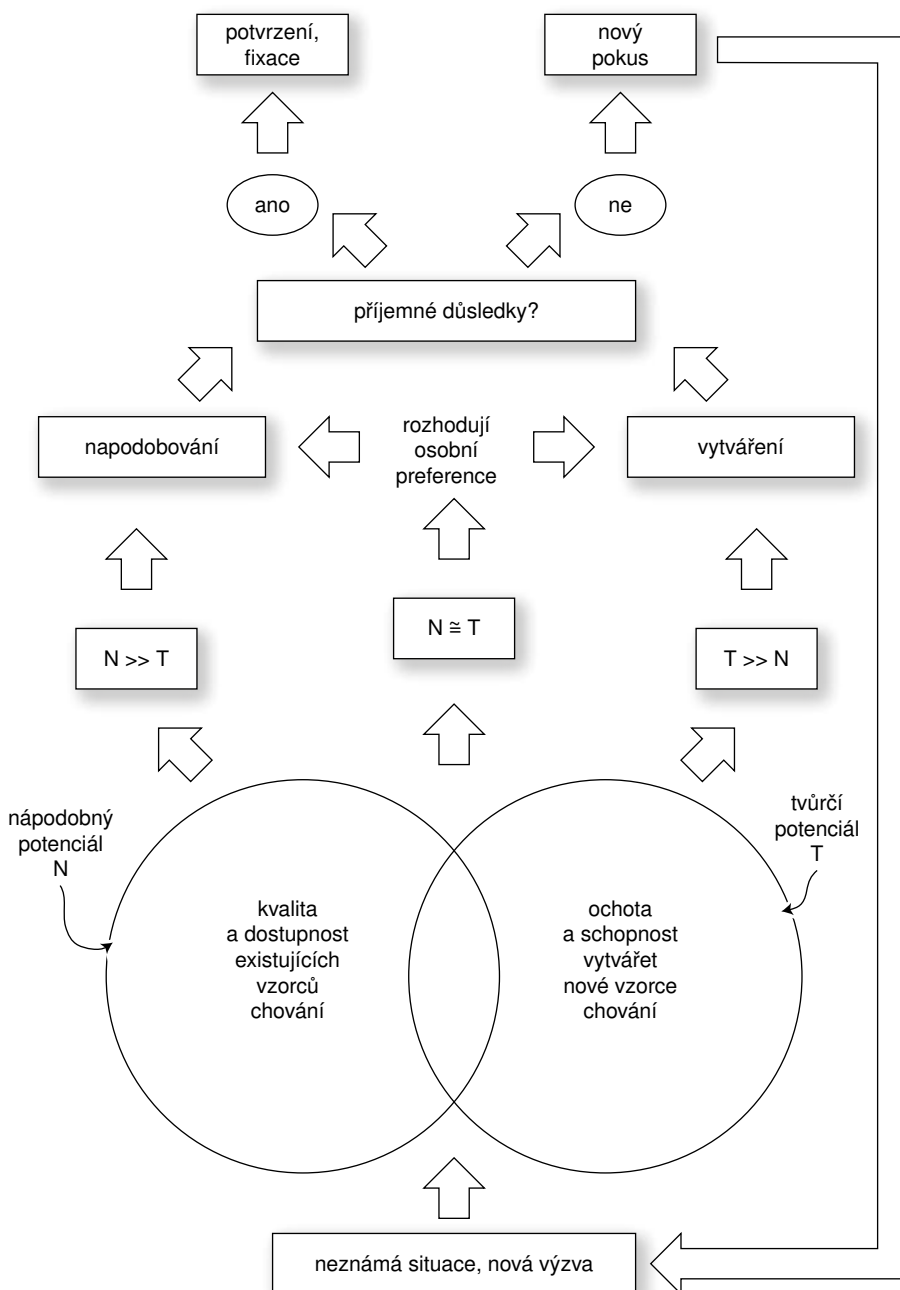 potvrzení,
fixace
nový
pokus
ano
ne
příjemné důsledky?
napodobování
rozhodují
osobní
preference
vytváření
N >> T
N ≅ T
T >> N
nápodobný
potenciál
N
tvůrčí
potenciál
T
kvalita
a dostupnost
existujících
vzorců
chování
ochota
a schopnost
vytvářet
nové vzorce
chování
neznámá situace, nová výzva